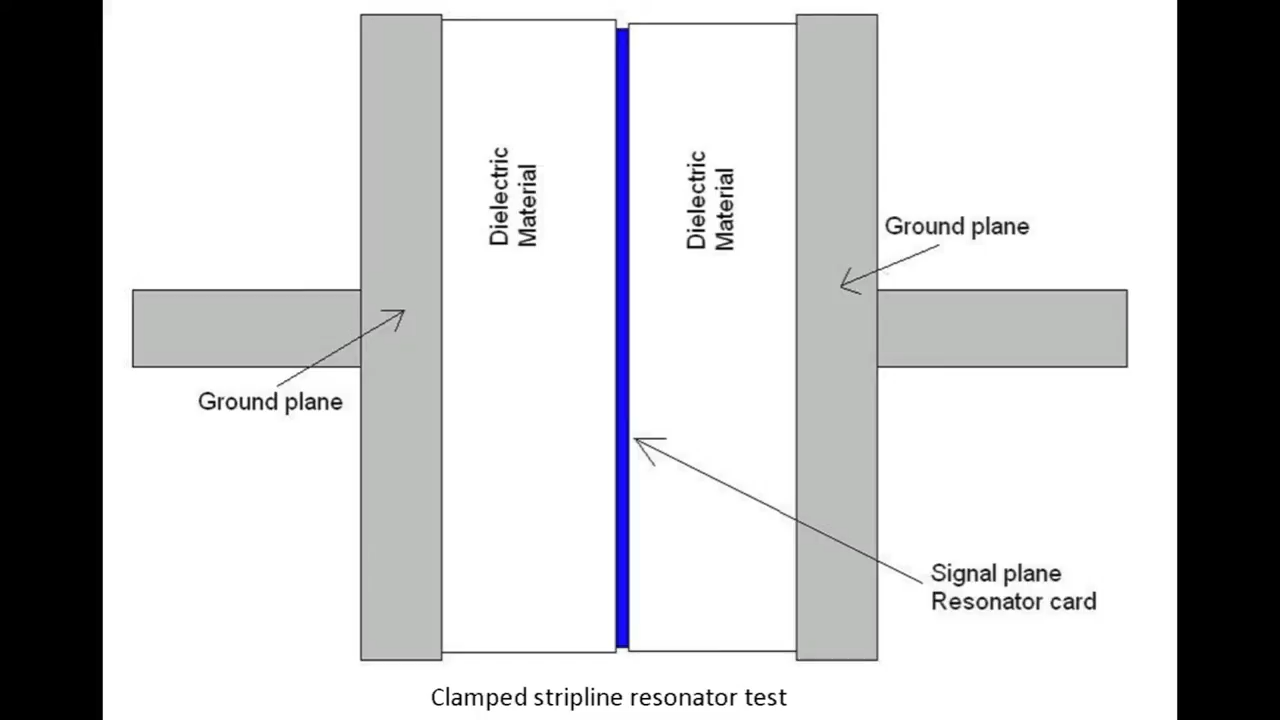 Dielectric
Material
Dielectric
Material
Ground plane
Ground plane
Signal plane
Resonator card
Clamped stripline resonator test